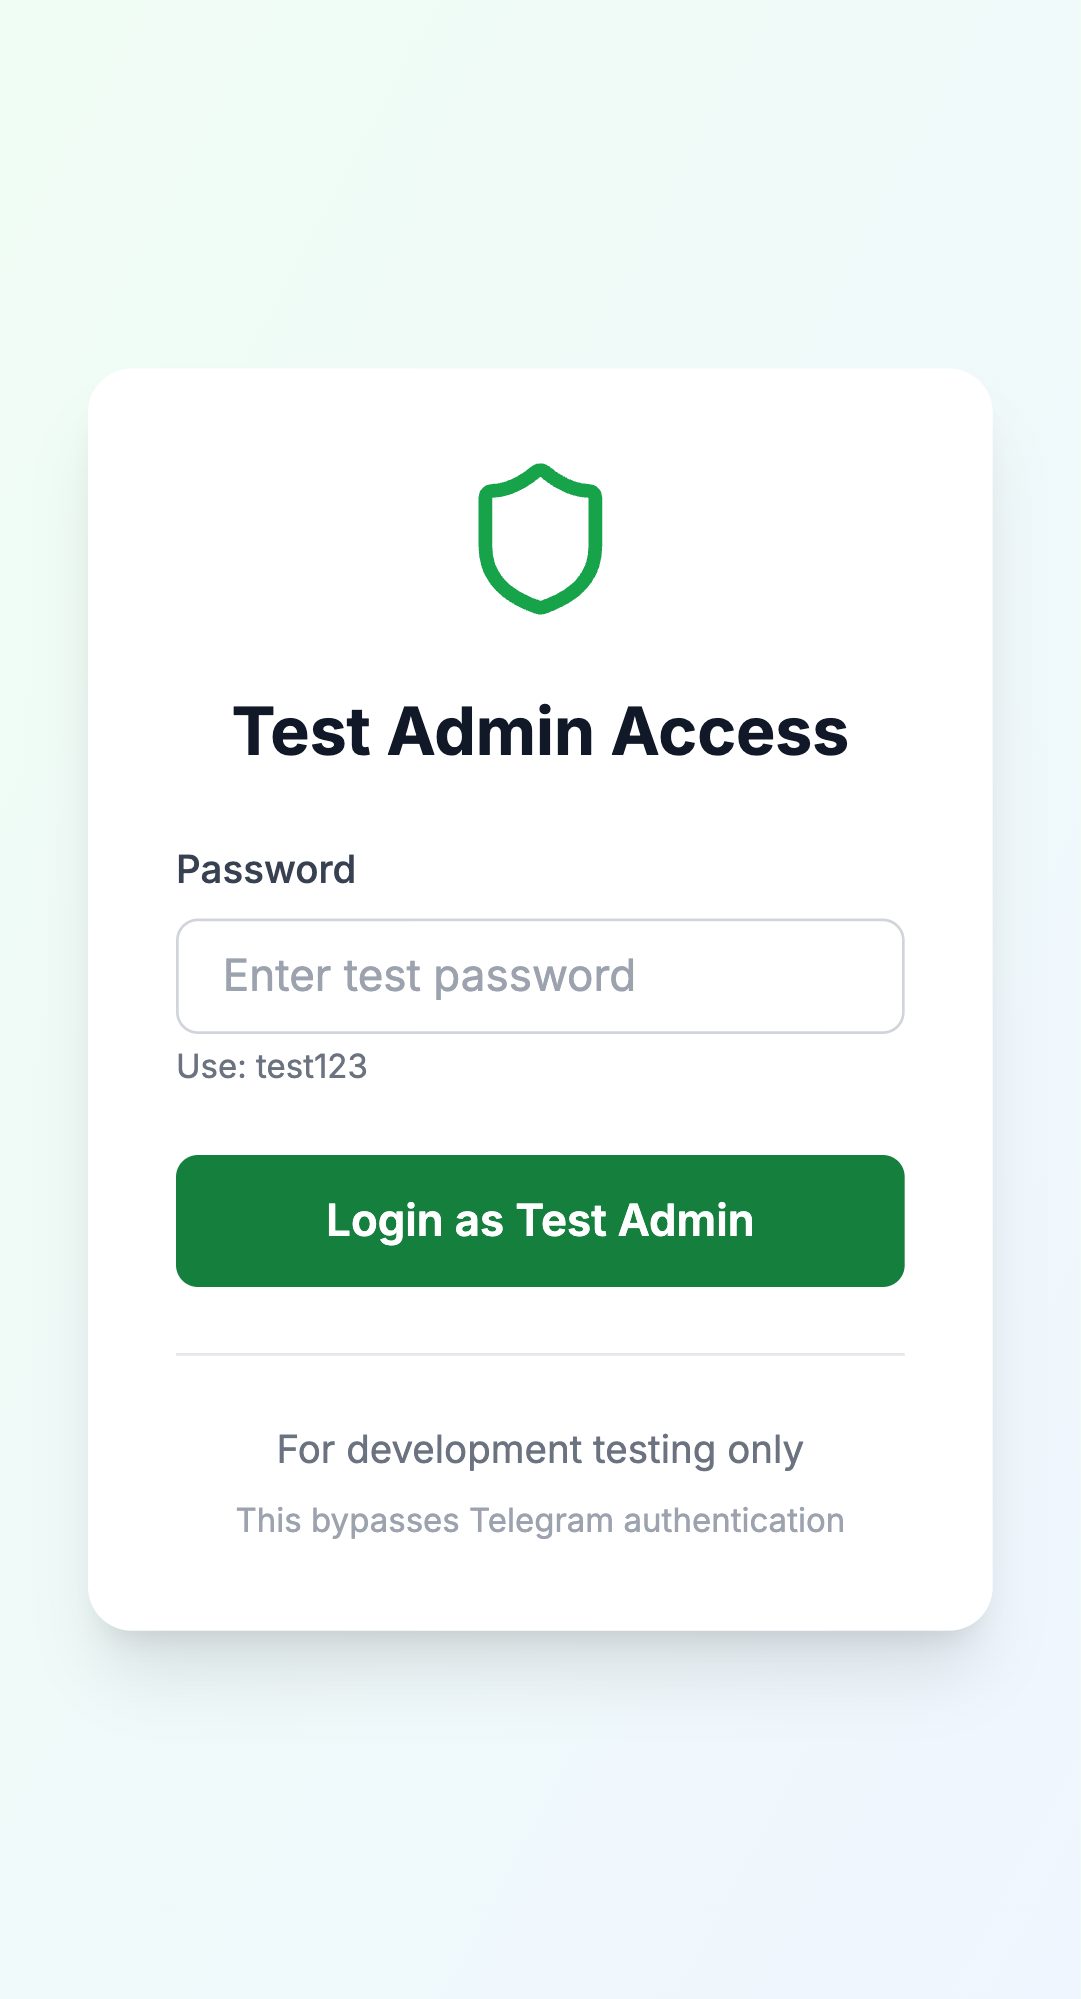 Test Admin Access
Password
Enter test password
Use: test123
Login as Test Admin
For development testing only
This bypasses Telegram authentication